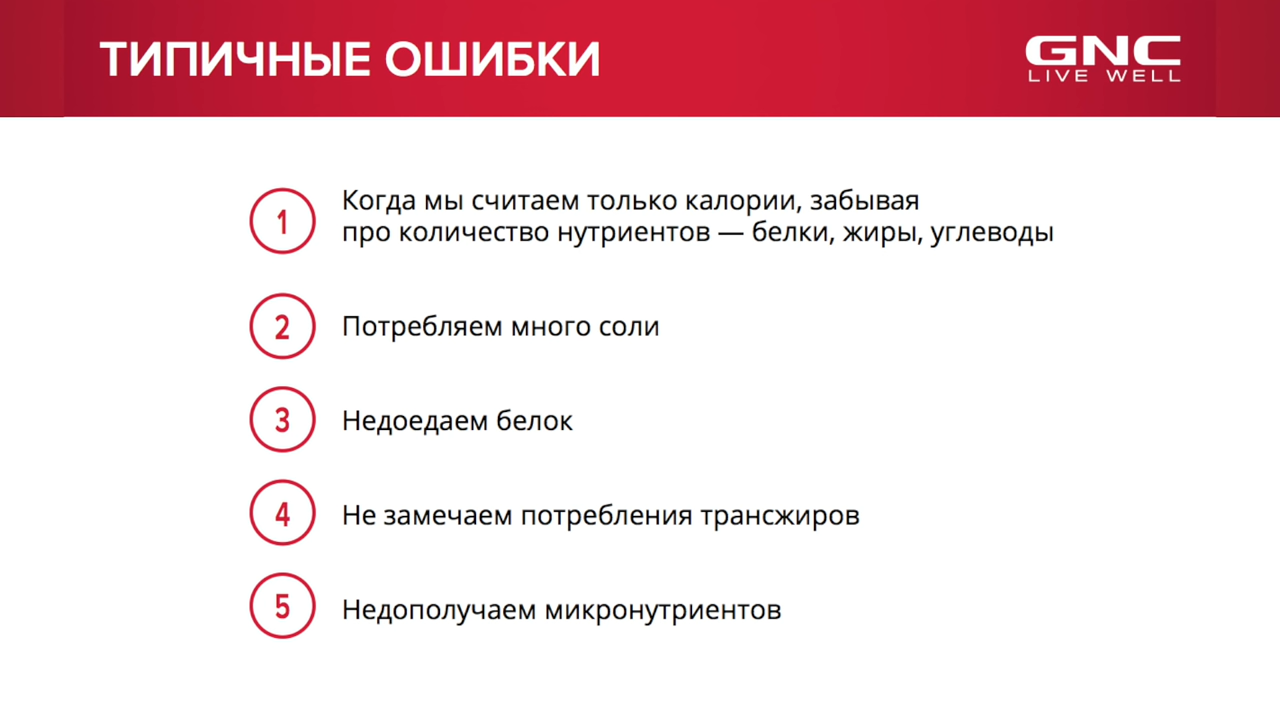 ТИПИЧНЫЕ ОШИБКИ
GNC
LIVE WELL
1
Когда мы считаем только калории, забывая
про количество нутриентов — белки, жиры, углеводы
2
Потребляем много соли
3
Недоедаем белок
4
Не замечаем потребления трансжиров
5
Недополучаем микронутриентов